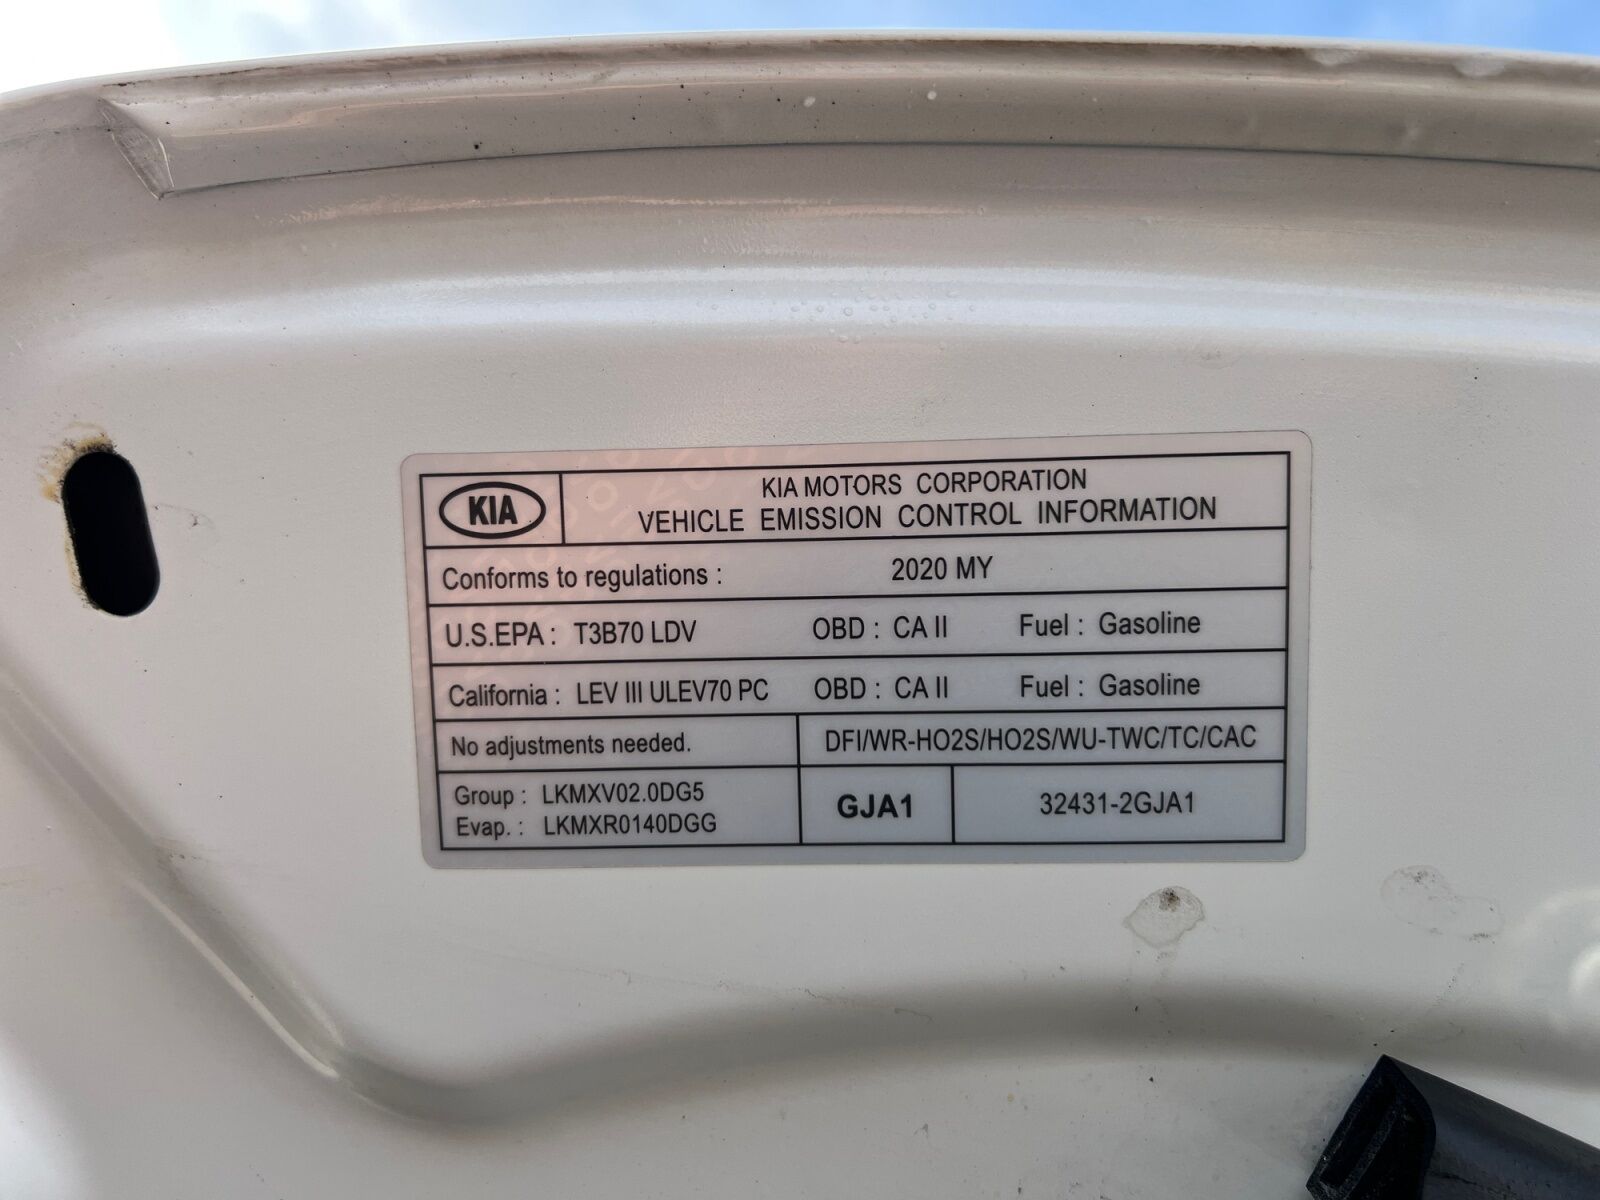 KIA
KIA MOTORS CORPORATION
VEHICLE EMISSION CONTROL INFORMATION
Conforms to regulations : 2020 MY
U.S.EPA : T3B70 LDV OBD : CA II Fuel : Gasoline
California : LEV III ULEV70 PC OBD : CA II Fuel : Gasoline
No adjustments needed. DFI/WR-HO2S/HO2S/WU-TWC/TC/CAC
Group : LKMXV02.0DG5
Evap. : LKMXR0140DGG
GJA1
32431-2GJA1